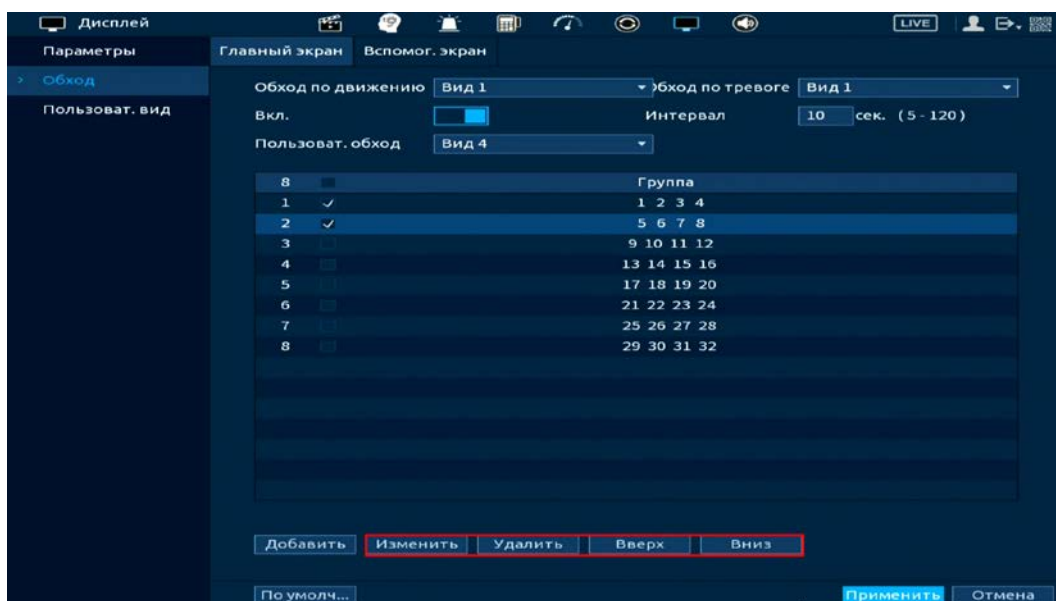 Дисплей LIVE
Параметры Главный экран Вспомог. экран
Обход
Обход по движению Вид 1 Обход по тревоге Вид 1
Пользоват. вид
Вкл. Интервал 10 сек. (5-120)
Пользоват. обход Вид 4
8 Группа
1 1 2 3 4
2 5 6 7 8
3 9 10 11 12
4 13 14 15 16
5 17 18 19 20
6 21 22 23 24
7 25 26 27 28
8 29 30 31 32
Добавить Изменить Удалить Вверх Вниз
По умолч... Применить Отмена